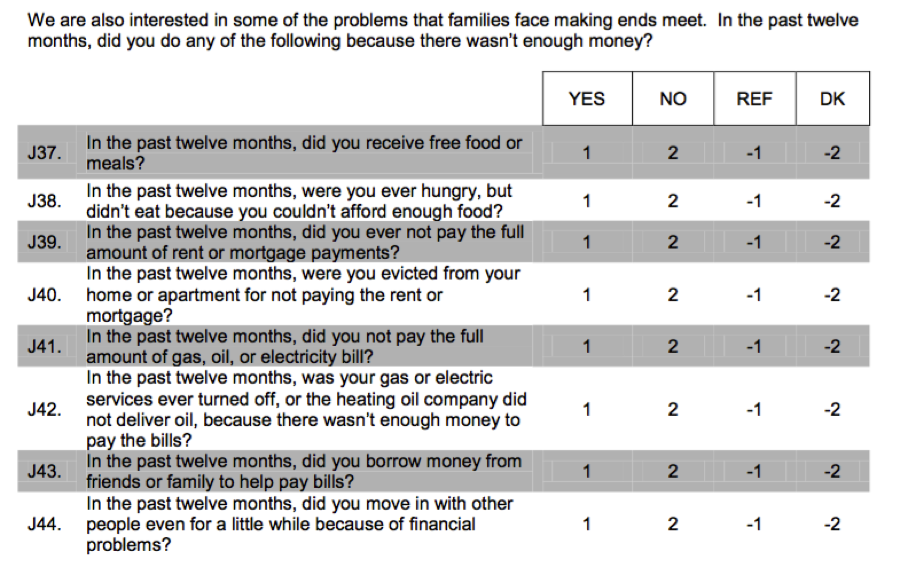 We are also interested in some of the problems that families face making ends meet. In the past twelve
months, did you do any of the following because there wasn't enough money?
YES NO REF DK
J37. In the past twelve months, did you receive free food or
meals? 1 2 -1 -2
J38. In the past twelve months, were you ever hungry, but
didn't eat because you couldn't afford enough food? 1 2 -1 -2
J39. In the past twelve months, did you ever not pay the full
amount of rent or mortgage payments? 1 2 -1 -2
In the past twelve months, were you evicted from your
J40. home or apartment for not paying the rent or 1 2 -1 -2
mortgage?
J41. In the past twelve months, did you not pay the full
amount of gas, oil, or electricity bill? 1 2 -1 -2
In the past twelve months, was your gas or electric
services ever turned off, or the heating oil company did
J42. not deliver oil, because there wasn't enough money to 1 2 -1 -2
pay the bills?
J43. In the past twelve months, did you borrow money from
friends or family to help pay bills? 1 2 -1 -2
In the past twelve months, did you move in with other
J44. people even for a little while because of financial 1 2 -1 -2
problems?